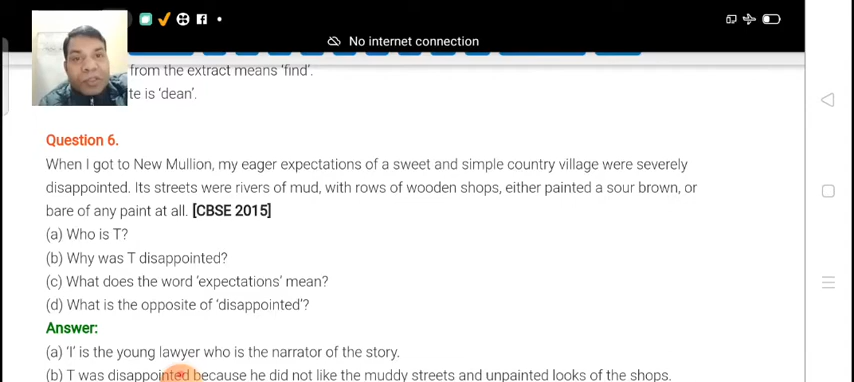 No internet connection
from the extract means ‘find’.
te is ‘dean’.
Question 6.
When I got to New Mullion, my eager expectations of a sweet and simple country village were severely
disappointed. Its streets were rivers of mud, with rows of wooden shops, either painted a sour brown, or
bare of any paint at all. [CBSE 2015]
(a) Who is T?
(b) Why was T disappointed?
(c) What does the word ‘expectations‘ mean?
(d) What is the opposite of ‘disappointed’?
Answer:
(a) ‘I’ is the young lawyer who is the narrator of the story.
(b) T was disappointed because he did not like the muddy streets and unpainted looks of the shops.